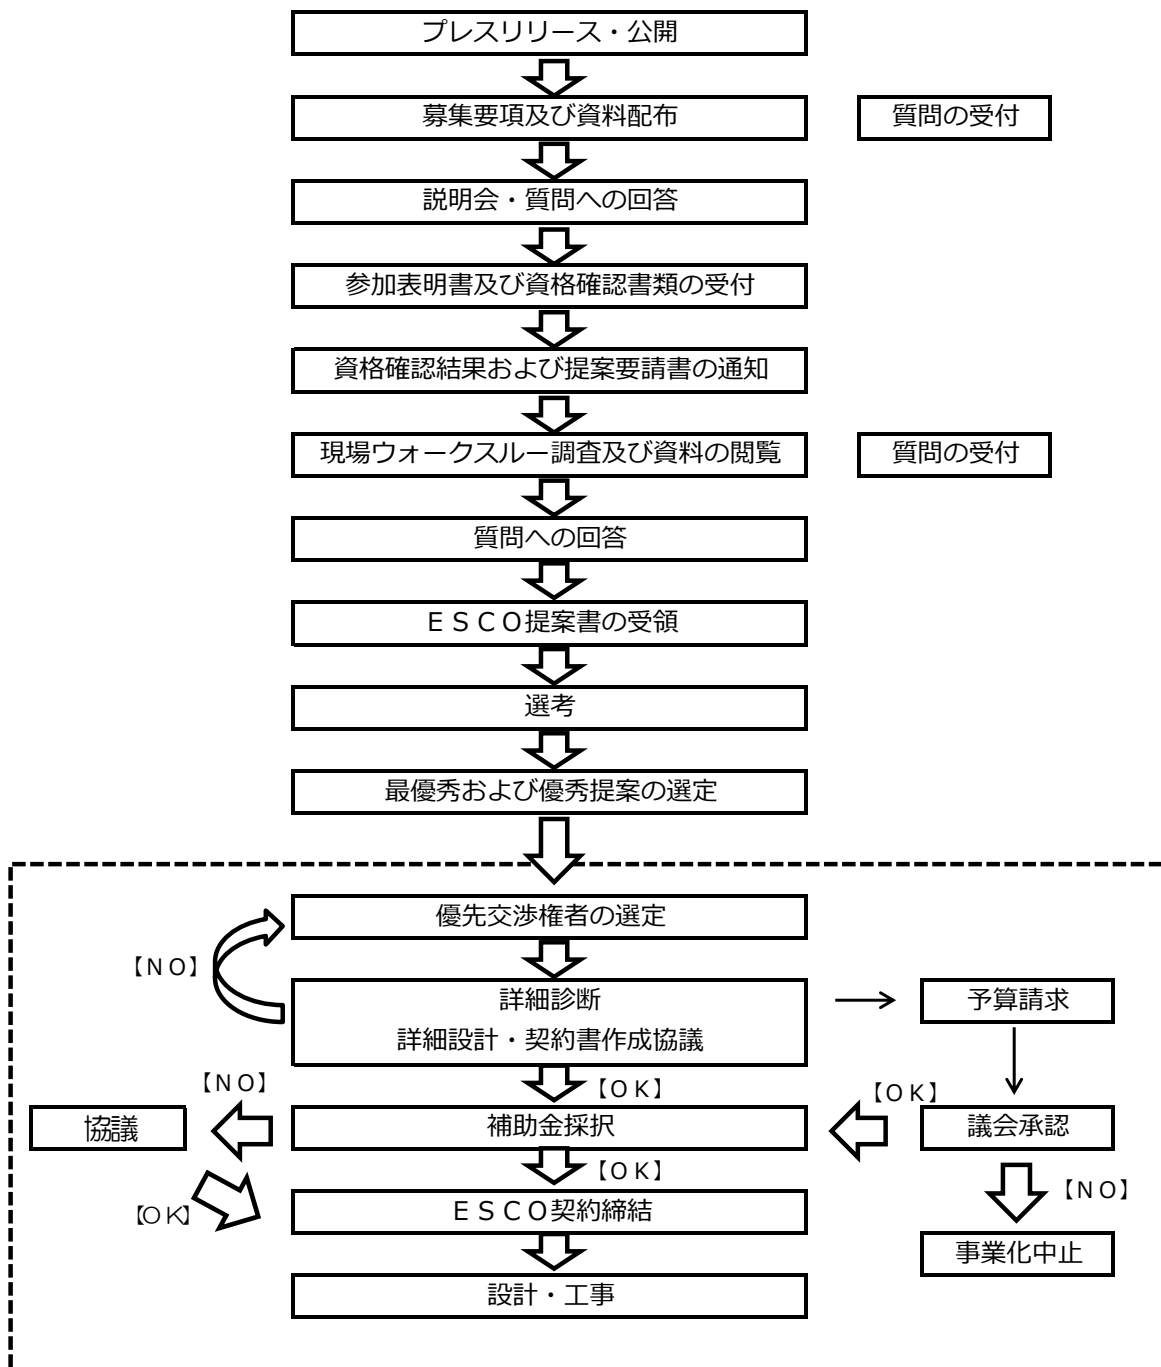 プレスリリース・公開
募集要項及び資料配布
質問の受付
説明会・質問への回答
参加表明書及び資格確認書類の受付
資格確認結果および提案要請書の通知
現場ウォークスルー調査及び資料の閲覧
質問の受付
質問への回答
ＥＳＣＯ提案書の受領
選考
最優秀および優秀提案の選定
優先交渉権者の選定
【ＮＯ】
詳細診断
詳細設計・契約書作成協議
予算請求
【ＯＫ】
【ＮＯ】
【ＯＫ】
協議
補助金採択
議会承認
【ＯＫ】
【ＮＯ】
【ＯＫ】
ＥＳＣＯ契約締結
事業化中止
設計・工事